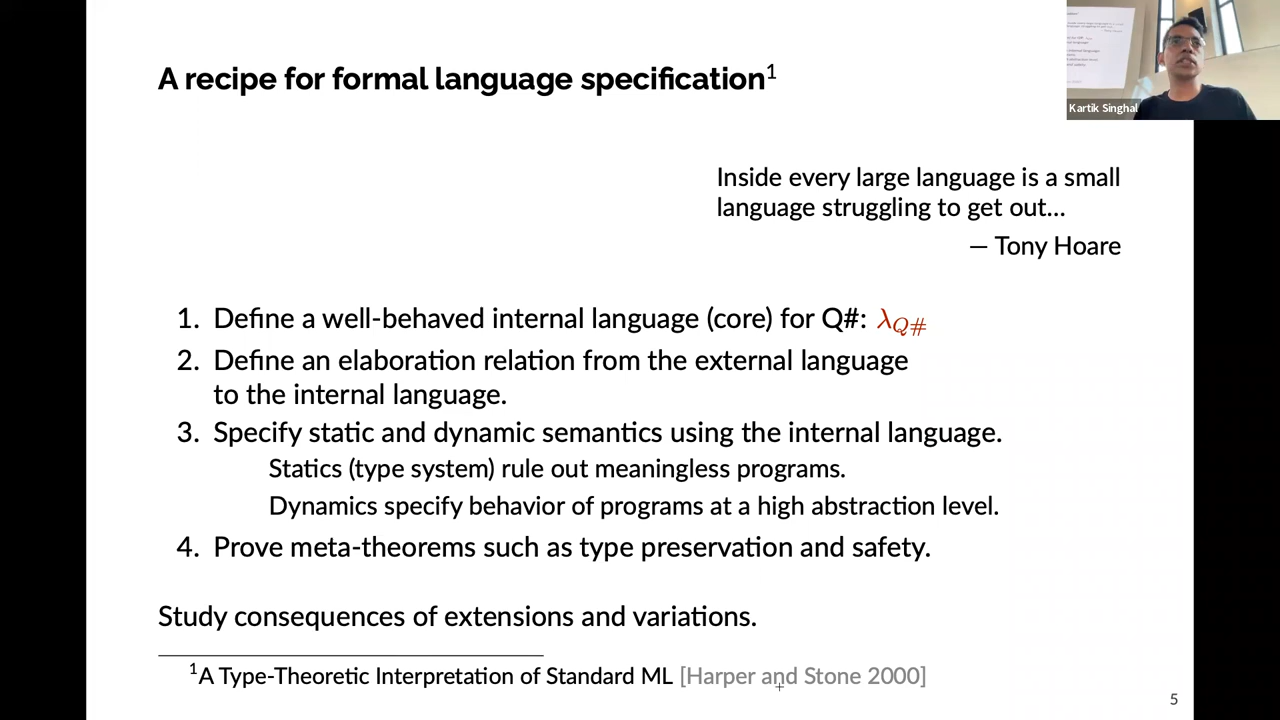 A recipe for formal language specification¹
Kartik Singhal
Inside every large language is a small
language struggling to get out...
— Tony Hoare
1. Define a well-behaved internal language (core) for Q#: λQ#
2. Define an elaboration relation from the external language
to the internal language.
3. Specify static and dynamic semantics using the internal language.
Statics (type system) rule out meaningless programs.
Dynamics specify behavior of programs at a high abstraction level.
4. Prove meta-theorems such as type preservation and safety.
Study consequences of extensions and variations.
¹A Type-Theoretic Interpretation of Standard ML [Harper and Stone 2000]
5